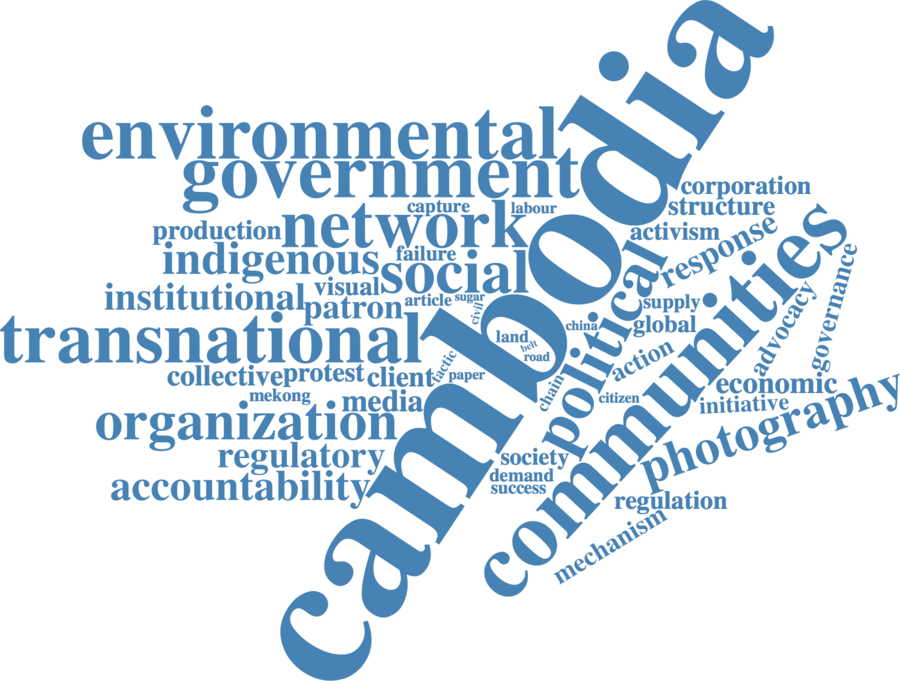 cambodia
environmental
government
corporation
capture
labour
structure
production
network
activism
response
communities
indigenous
failure
social
political
governance
visual
institutional
patron
article
sugar
civil
supply
advocacy
transnational
land
china
global
belt
road
action
collective
protest
client
tactic
paper
economic
mekong
media
chain
citizen
initiative
photography
organization
regulatory
society
accountability
demand
success
regulation
mechanism